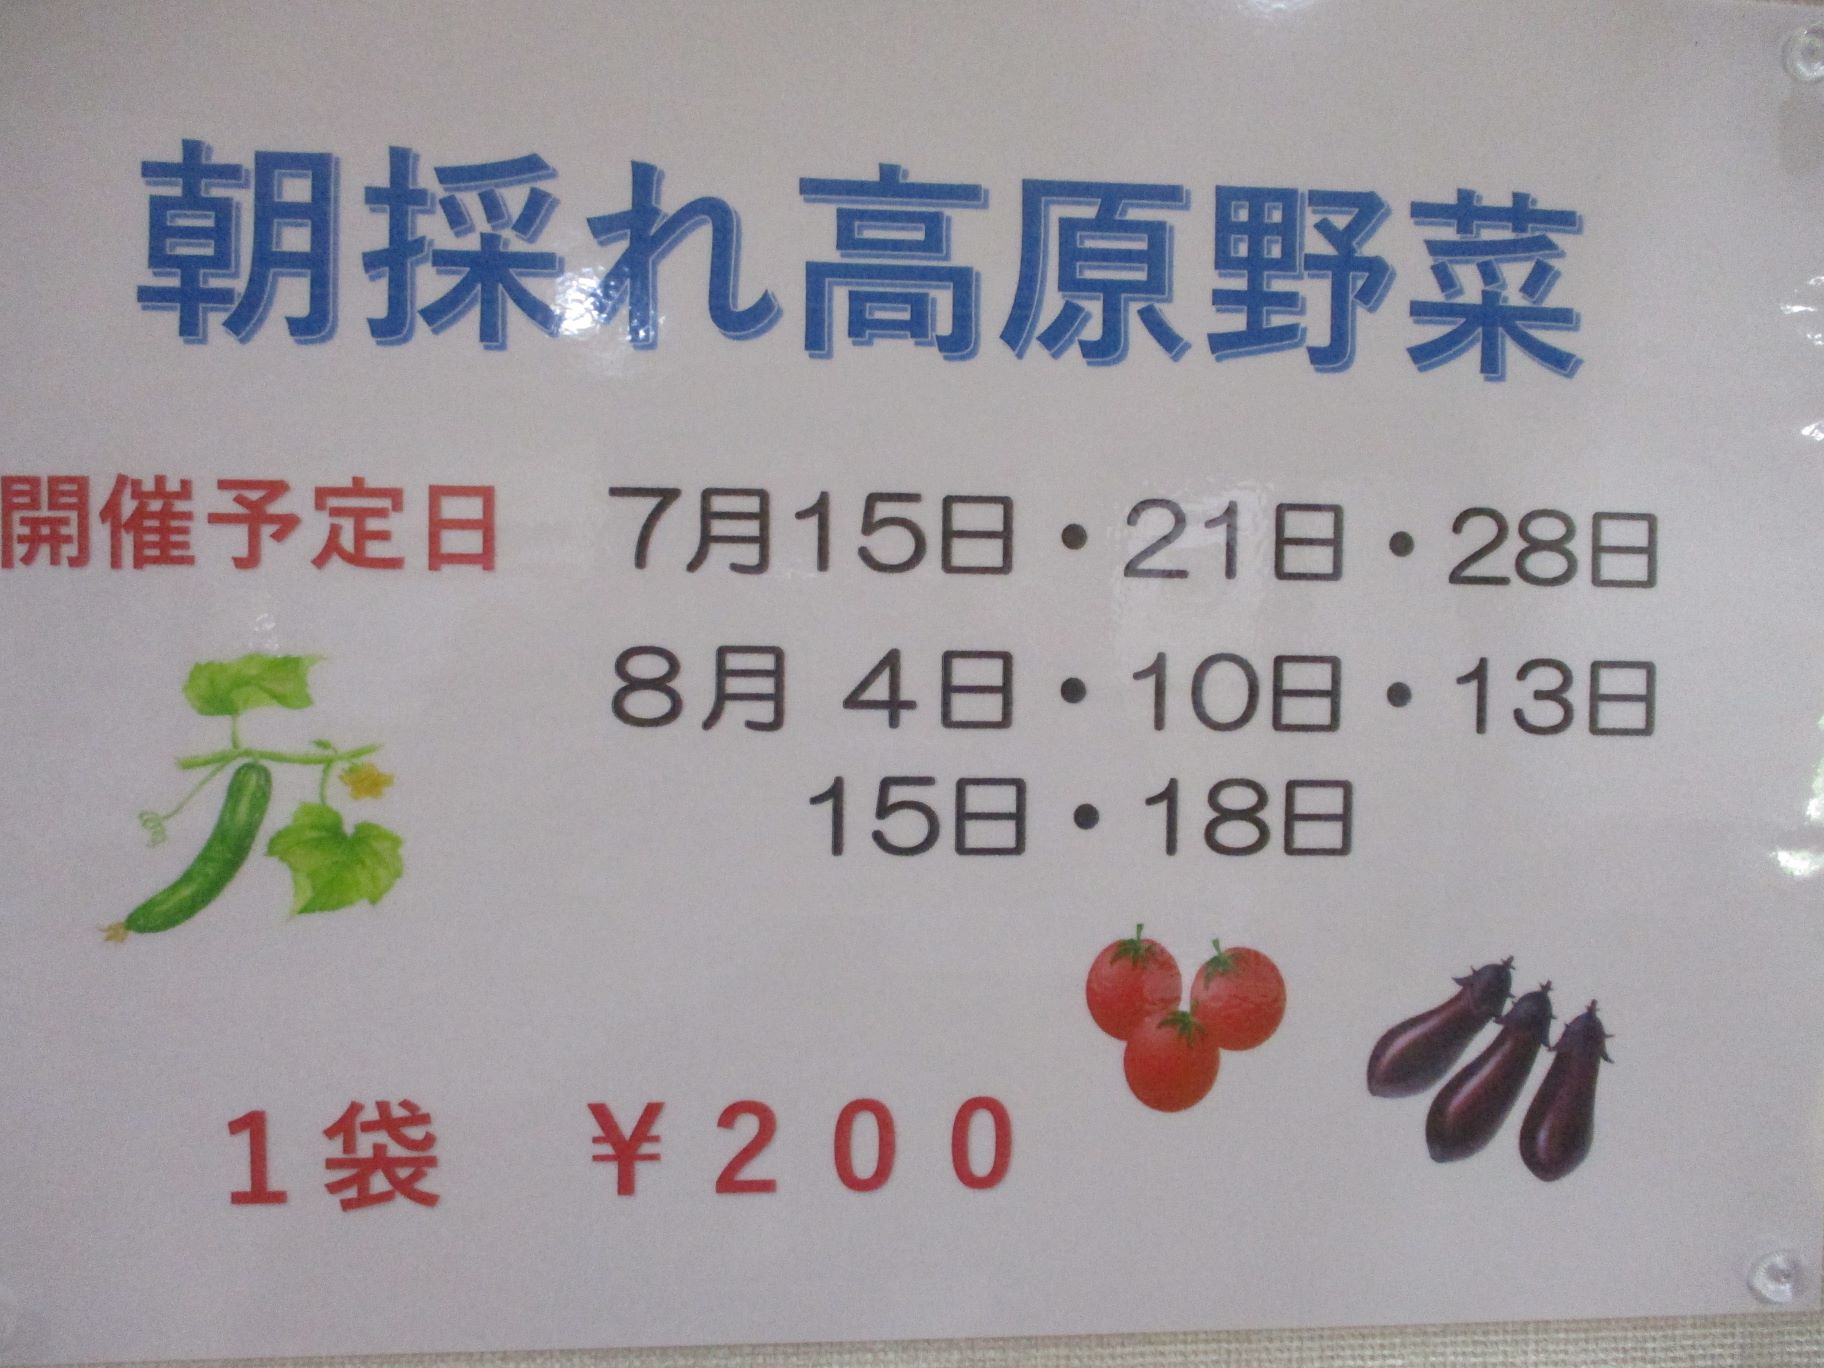 朝採れ高原野菜
開催予定日 7月15日・21日・28日
8月 4日・10日・13日
15日・18日
1袋 ¥200